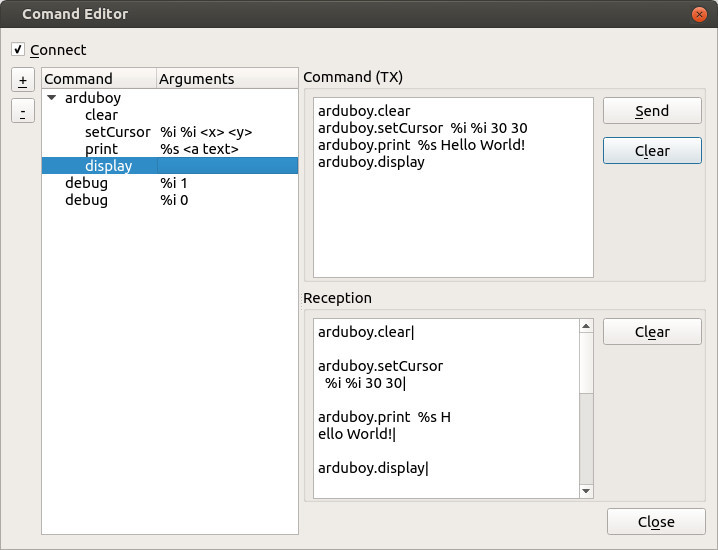 Comand Editor
Connect
+
-
Command Arguments
arduboy
clear
setCursor %i %i <x> <y>
print %s <a text>
display
debug %i 1
debug %i 0
Command (TX)
arduboy.clear
arduboy.setCursor  %i %i 30 30
arduboy.print  %s Hello World!
arduboy.display
Send
Clear
Reception
arduboy.clear|
arduboy.setCursor
%i %i 30 30|
arduboy.print  %s H
ello World!|
arduboy.display|
Clear
Close